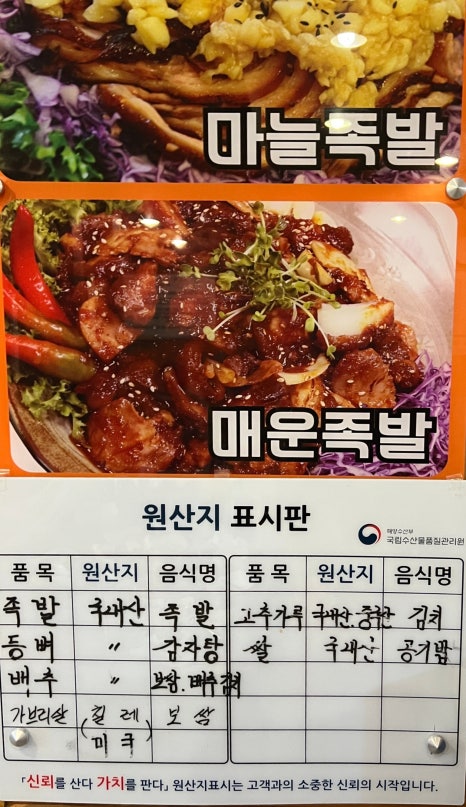 마늘족발
매운족발
원산지 표시판
해양수산부
국립수산물품질관리원
품 목 원산지 음식명 품 목 원산지 음식명
족 발 국내산 족 발 고추가루 국내산.중국산 김치
등 뼈 〃 감자탕 쌀 국내산 공기밥
배추 〃 보쌈.배추김치
가브리살 (칠레 보 쌈
미국
「신뢰를 산다 가치를 판다」 원산지표시는 고객과의 소중한 신뢰의 시작입니다.